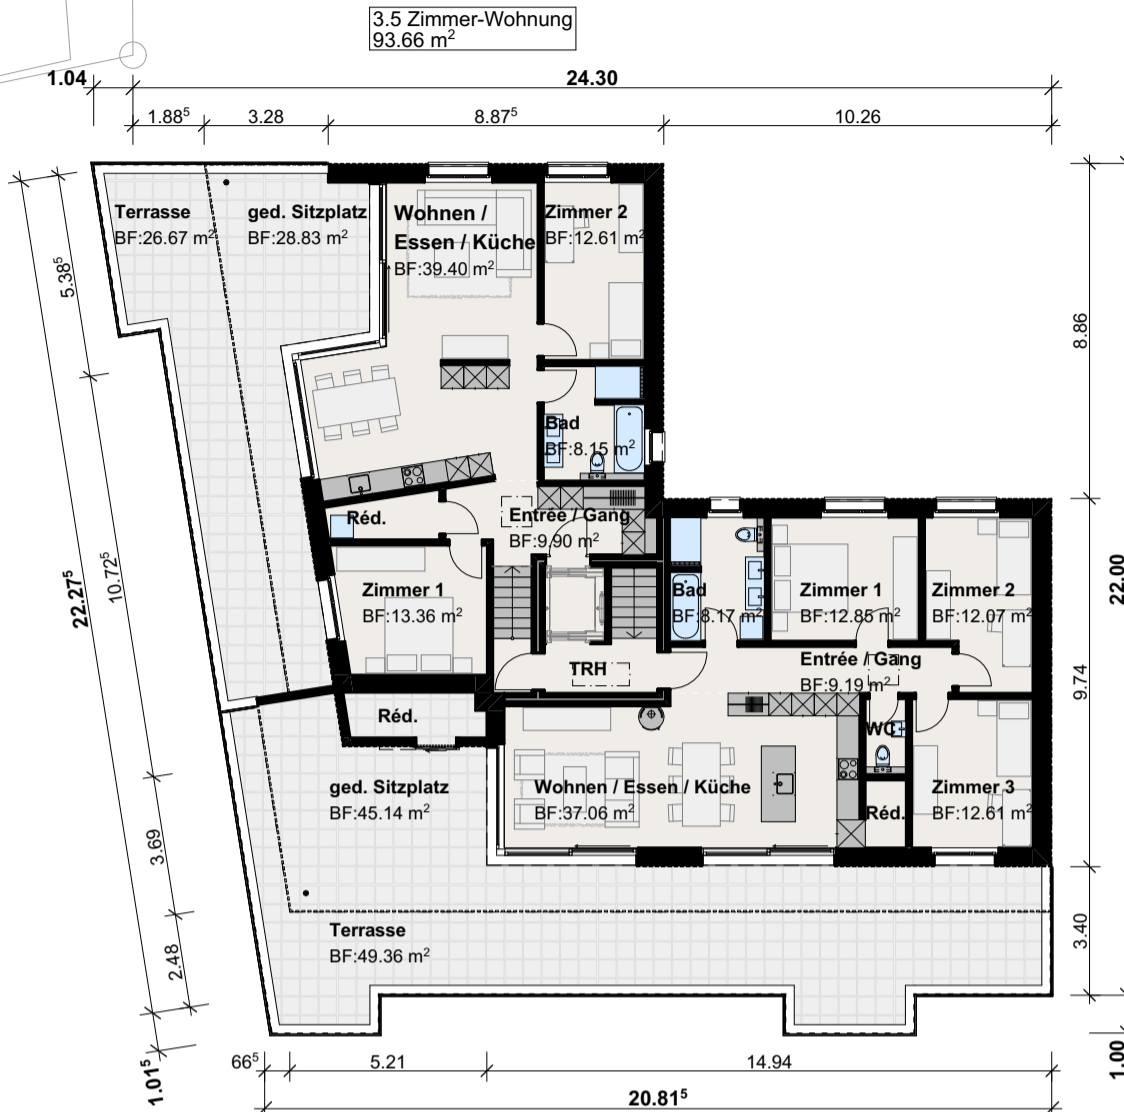 3.5 Zimmer-Wohnung
93.66 m²
1.04
24.30
1.88⁵
3.28
8.87⁵
10.26
Terrasse
BF:26.67 m²
ged. Sitzplatz
BF:28.83 m²
Wohnen /
Essen / Küche
BF:39.40 m²
Zimmer 2
BF:12.61 m²
5.38⁵
8.86
Bad
BF:8.15 m²
Réd.
Entrée / Gang
BF:9.90 m²
10.72⁵
22.27⁵
22.00
Zimmer 1
BF:13.36 m²
Bad
BF:8.17 m²
Zimmer 1
BF:12.85 m²
Zimmer 2
BF:12.07 m²
TRH
Entrée / Gang
BF:9.19 m²
9.74
Réd.
WC
ged. Sitzplatz
BF:45.14 m²
Wohnen / Essen / Küche
BF:37.06 m²
Réd.
Zimmer 3
BF:12.61 m²
3.69
Terrasse
BF:49.36 m²
2.48
3.40
1.01⁵
1.00
66⁵
5.21
14.94
20.81⁵